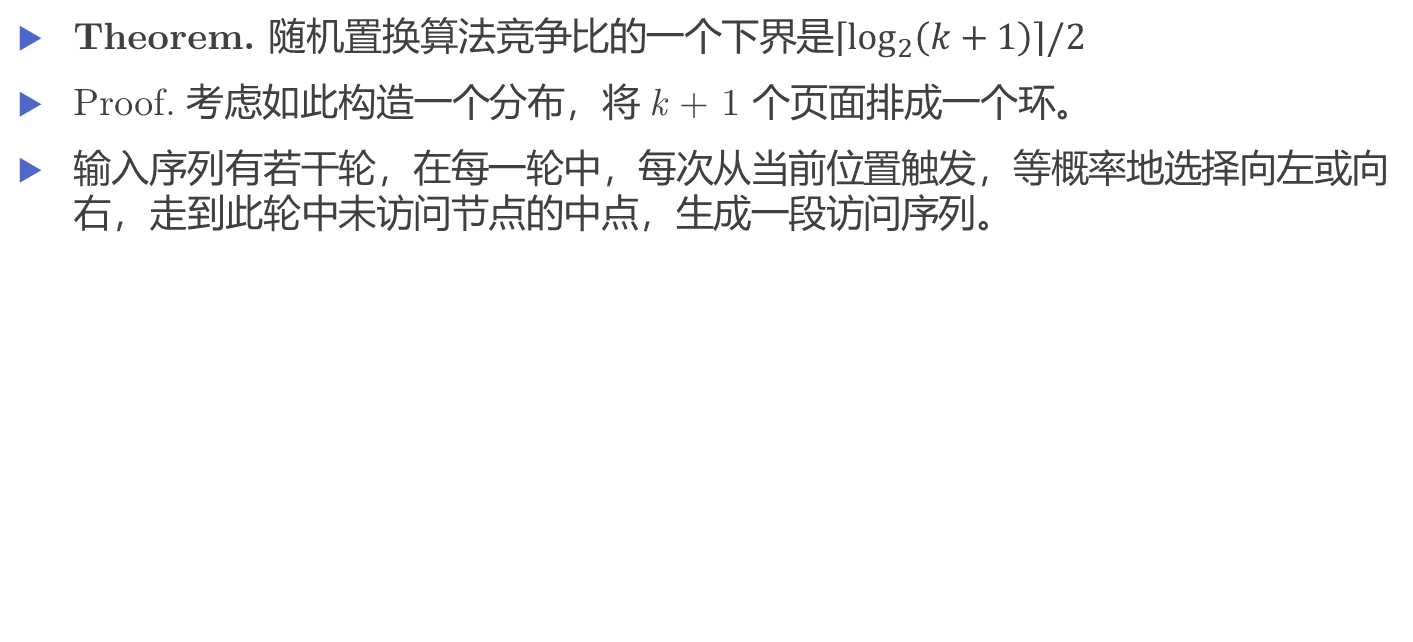 Theorem. 随机置换算法竞争比的一个下界是⌈log₂(𝑘 + 1)⌉/2
Proof. 考虑如此构造一个分布，将 𝑘 + 1 个页面排成一个环。
输入序列有若干轮，在每一轮中，每次从当前位置触发，等概率地选择向左或向
右，走到此轮中未访问节点的中点，生成一段访问序列。